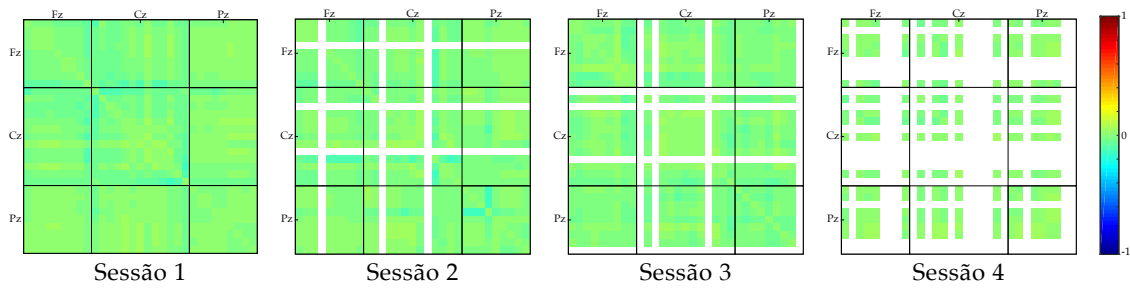 Fz Cz Pz
Fz
Cz
Pz
Sessão 1
Fz Cz Pz
Fz
Cz
Pz
Sessão 2
Fz Cz Pz
Fz
Cz
Pz
Sessão 3
Fz Cz Pz
Fz
Cz
Pz
Sessão 4
1
0
-1